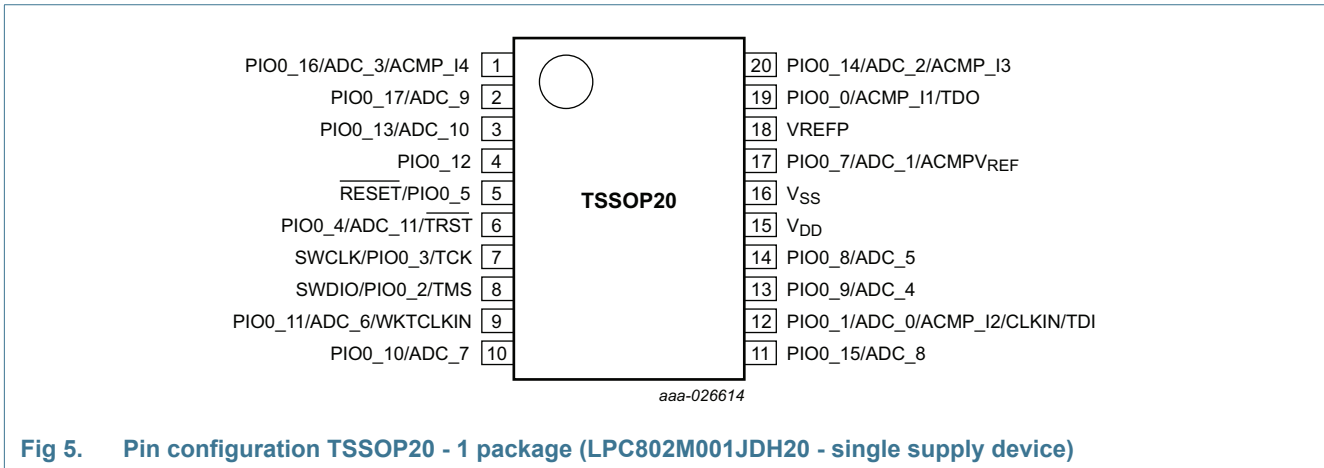 PIO0_16/ADC_3/ACMP_I4 1
PIO0_17/ADC_9 2
PIO0_13/ADC_10 3
PIO0_12 4
RESET/PIO0_5 5
PIO0_4/ADC_11/TRST 6
SWCLK/PIO0_3/TCK 7
SWDIO/PIO0_2/TMS 8
PIO0_11/ADC_6/WKTCLKIN 9
PIO0_10/ADC_7 10
TSSOP20
20 PIO0_14/ADC_2/ACMP_I3
19 PIO0_0/ACMP_I1/TDO
18 VREFP
17 PIO0_7/ADC_1/ACMPVREF
16 VSS
15 VDD
14 PIO0_8/ADC_5
13 PIO0_9/ADC_4
12 PIO0_1/ADC_0/ACMP_I2/CLKIN/TDI
11 PIO0_15/ADC_8
aaa-026614
Fig 5. Pin configuration TSSOP20 - 1 package (LPC802M001JDH20 - single supply device)